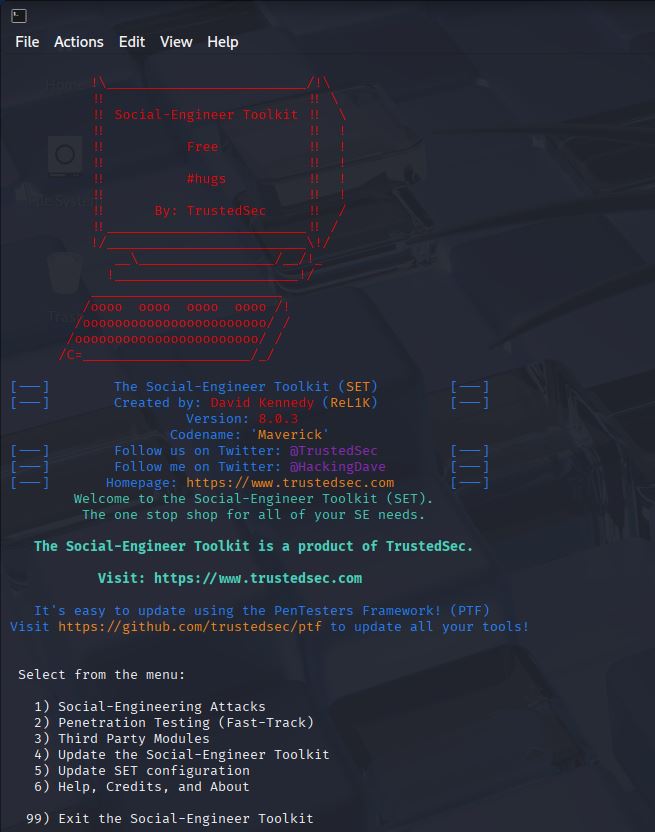 File Actions Edit View Help
Home
Social-Engineer Toolkit
Free
#hugs
File System
By: TrustedSec
Trash
/oooo oooo oooo oooo /!
/oooooooooooooooooooooooo/ /
/ooooooooooooooooooooooo/ /
/C=_____________________/_/
[---] The Social-Engineer Toolkit (SET) [---]
[---] Created by: David Kennedy (ReL1K) [---]
Version: 8.0.3
Codename: 'Maverick'
[---] Follow us on Twitter: @TrustedSec [---]
[---] Follow me on Twitter: @HackingDave [---]
[---] Homepage: https://www.trustedsec.com [---]
Welcome to the Social-Engineer Toolkit (SET).
The one stop shop for all of your SE needs.
The Social-Engineer Toolkit is a product of TrustedSec.
Visit: https://www.trustedsec.com
It's easy to update using the PenTesters Framework! (PTF)
Visit https://github.com/trustedsec/ptf to update all your tools!
Select from the menu:
1) Social-Engineering Attacks
2) Penetration Testing (Fast-Track)
3) Third Party Modules
4) Update the Social-Engineer Toolkit
5) Update SET configuration
6) Help, Credits, and About
99) Exit the Social-Engineer Toolkit